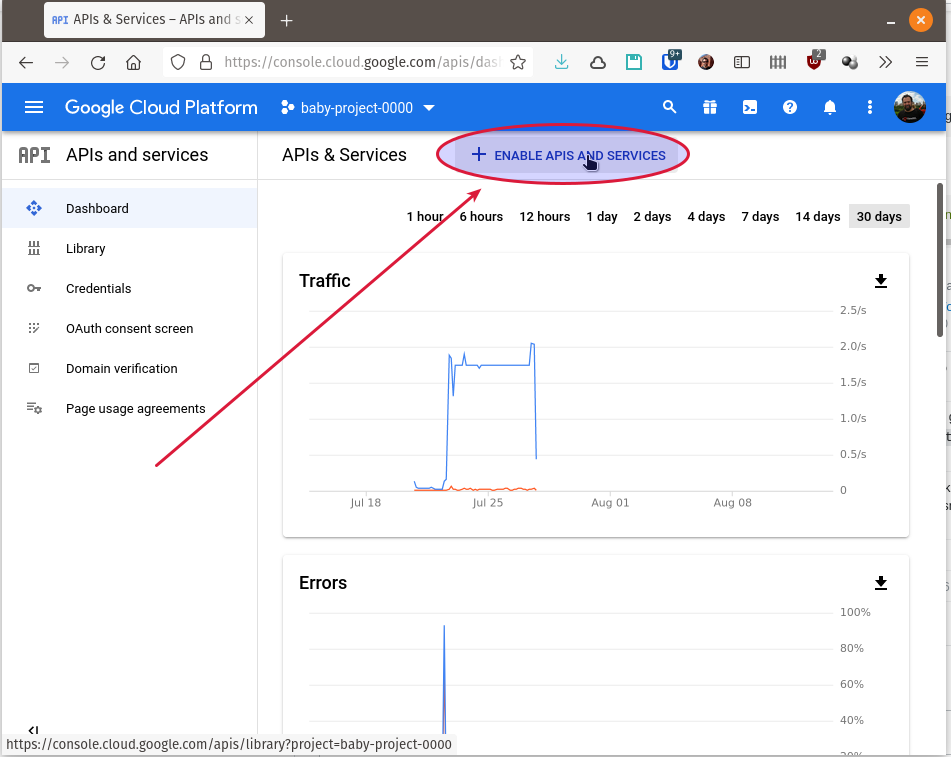 API APIs & Services – APIs and s
9+
2
https://console.cloud.google.com/apis/das
Google Cloud Platform
baby-project-0000
API APIs and services
APIs & Services
ENABLE APIS AND SERVICES
Dashboard
Library
Credentials
OAuth consent screen
Domain verification
Page usage agreements
1 hour 6 hours 12 hours 1 day 2 days 4 days 7 days 14 days 30 days
Traffic
2.5/s
2.0/s
1.5/s
1.0/s
0.5/s
0
Jul 18 Jul 25 Aug 01 Aug 08
Errors
100%
80%
60%
40%
https://console.cloud.google.com/apis/library?project=baby-project-0000